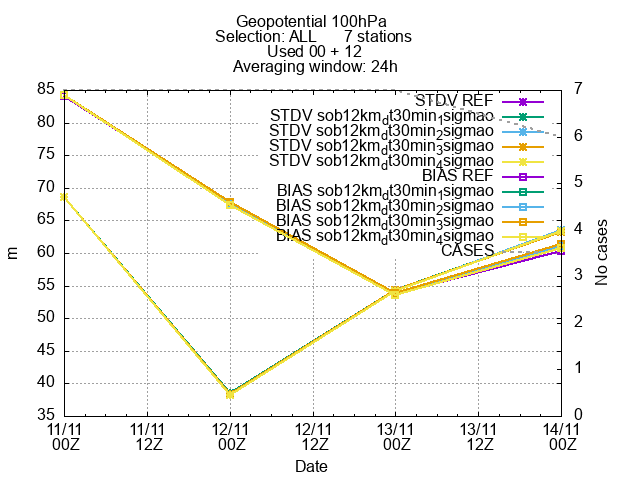 Geopotential 100hPa
Selection: ALL 7 stations
Used 00 + 12
Averaging window: 24h
85
80
75
70
65
60
55
50
45
40
35
m
7
6
5
4
3
2
1
0
No cases
STDV REF
STDV sob12km_dt30min_1sigmao
STDV sob12km_dt30min_2sigmao
STDV sob12km_dt30min_3sigmao
STDV sob12km_dt30min_4sigmao
BIAS REF
BIAS sob12km_dt30min_1sigmao
BIAS sob12km_dt30min_2sigmao
BIAS sob12km_dt30min_3sigmao
BIAS sob12km_dt30min_4sigmao
CASES
11/11 11/11 12/11 12/11 13/11 13/11 14/11
00Z 12Z 00Z 12Z 00Z 12Z 00Z
Date